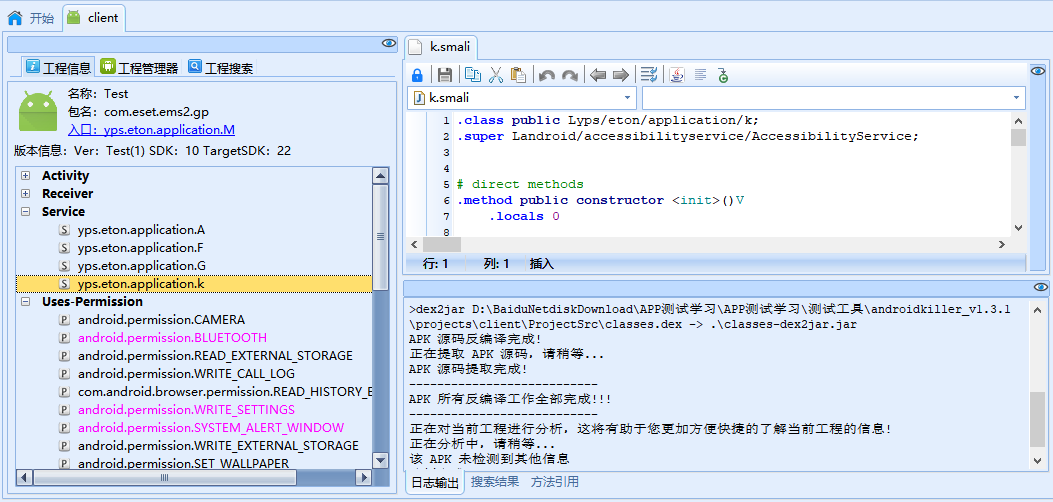 开始
client
工程信息
工程管理器
工程搜索
名称：Test
包名：com.eset.ems2.gp
入口：yps.eton.application.M
版本信息：Ver：Test(1) SDK：10 TargetSDK：22
Activity
Receiver
Service
yps.eton.application.A
yps.eton.application.F
yps.eton.application.G
yps.eton.application.k
Uses-Permission
android.permission.CAMERA
android.permission.BLUETOOTH
android.permission.READ_EXTERNAL_STORAGE
android.permission.WRITE_CALL_LOG
com.android.browser.permission.READ_HISTORY_
android.permission.WRITE_SETTINGS
android.permission.SYSTEM_ALERT_WINDOW
android.permission.WRITE_EXTERNAL_STORAGE
android.permission.SET_WALLPAPER
k.smali
k.smali
1 .class public Lyps/eton/application/k;
2 .super Landroid/accessibilityservice/AccessibilityService;
3
4
5 # direct methods
6 .method public constructor <init>()V
7 .locals 0
8
行: 1 列: 1 插入
>dex2jar D:\BaiduNetdiskDownload\APP测试学习\APP测试学习\测试工具\androidkiller_v1.3.1
\projects\client\ProjectSrc\classes.dex -> .\classes-dex2jar.jar
APK 源码反编译完成!
正在提取 APK 源码，请稍等...
APK 源码提取完成!
--------------------------
APK 所有反编译工作全部完成!!!
--------------------------
正在对当前工程进行分析，这将有助于您更加方便快捷的了解当前工程的信息!
正在分析中，请稍等...
该 APK 未检测到其他信息
日志输出 搜索结果 方法引用